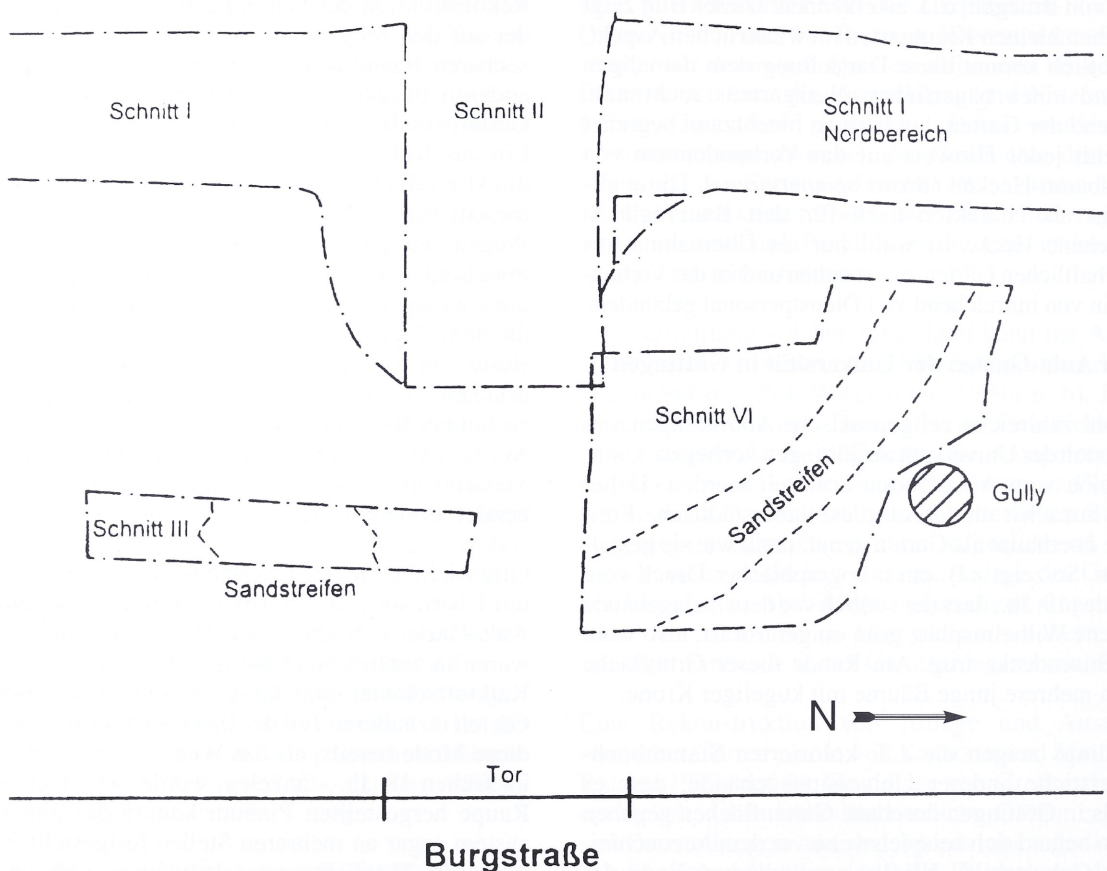 Schnitt I
Schnitt II
Schnitt I
Nordbereich
Schnitt VI
Sandstreifen
Gully
Schnitt III
Sandstreifen
N
Tor
Burgstraße